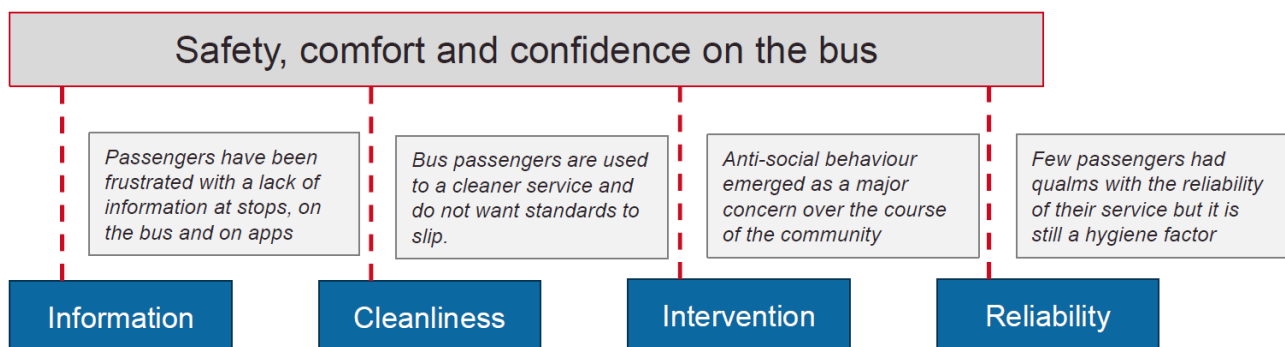 Safety, comfort and confidence on the bus
Passengers have been
frustrated with a lack of
information at stops, on
the bus and on apps
Bus passengers are used
to a cleaner service and
do not want standards to
slip.
Anti-social behaviour
emerged as a major
concern over the course
of the community
Few passengers had
qualms with the reliability
of their service but it is
still a hygiene factor
Information
Cleanliness
Intervention
Reliability